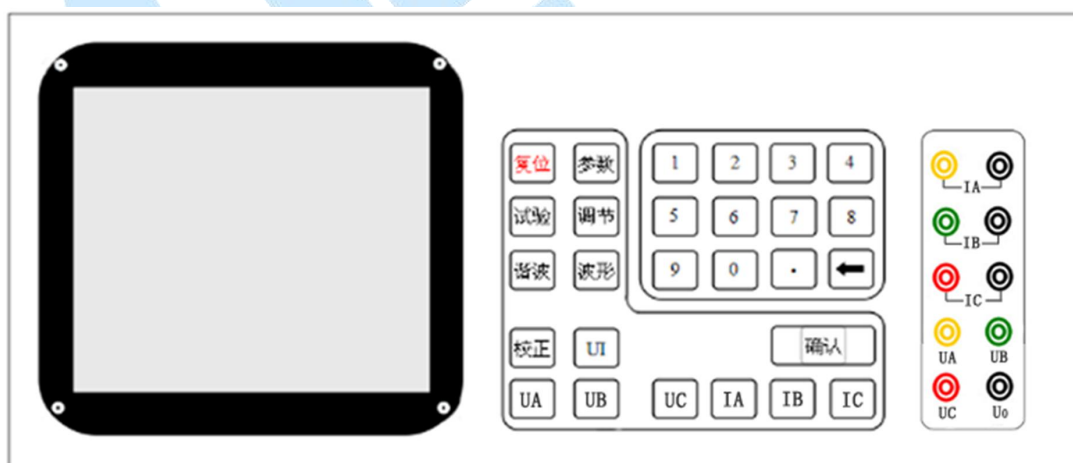 复位 参数 1 2 3 4
IA
试验 调节 5 6 7 8
IB
谐波 波形 9 0 .
IC
校正 UI 确认
UA UB
UA UB UC IA IB IC
UC Uo